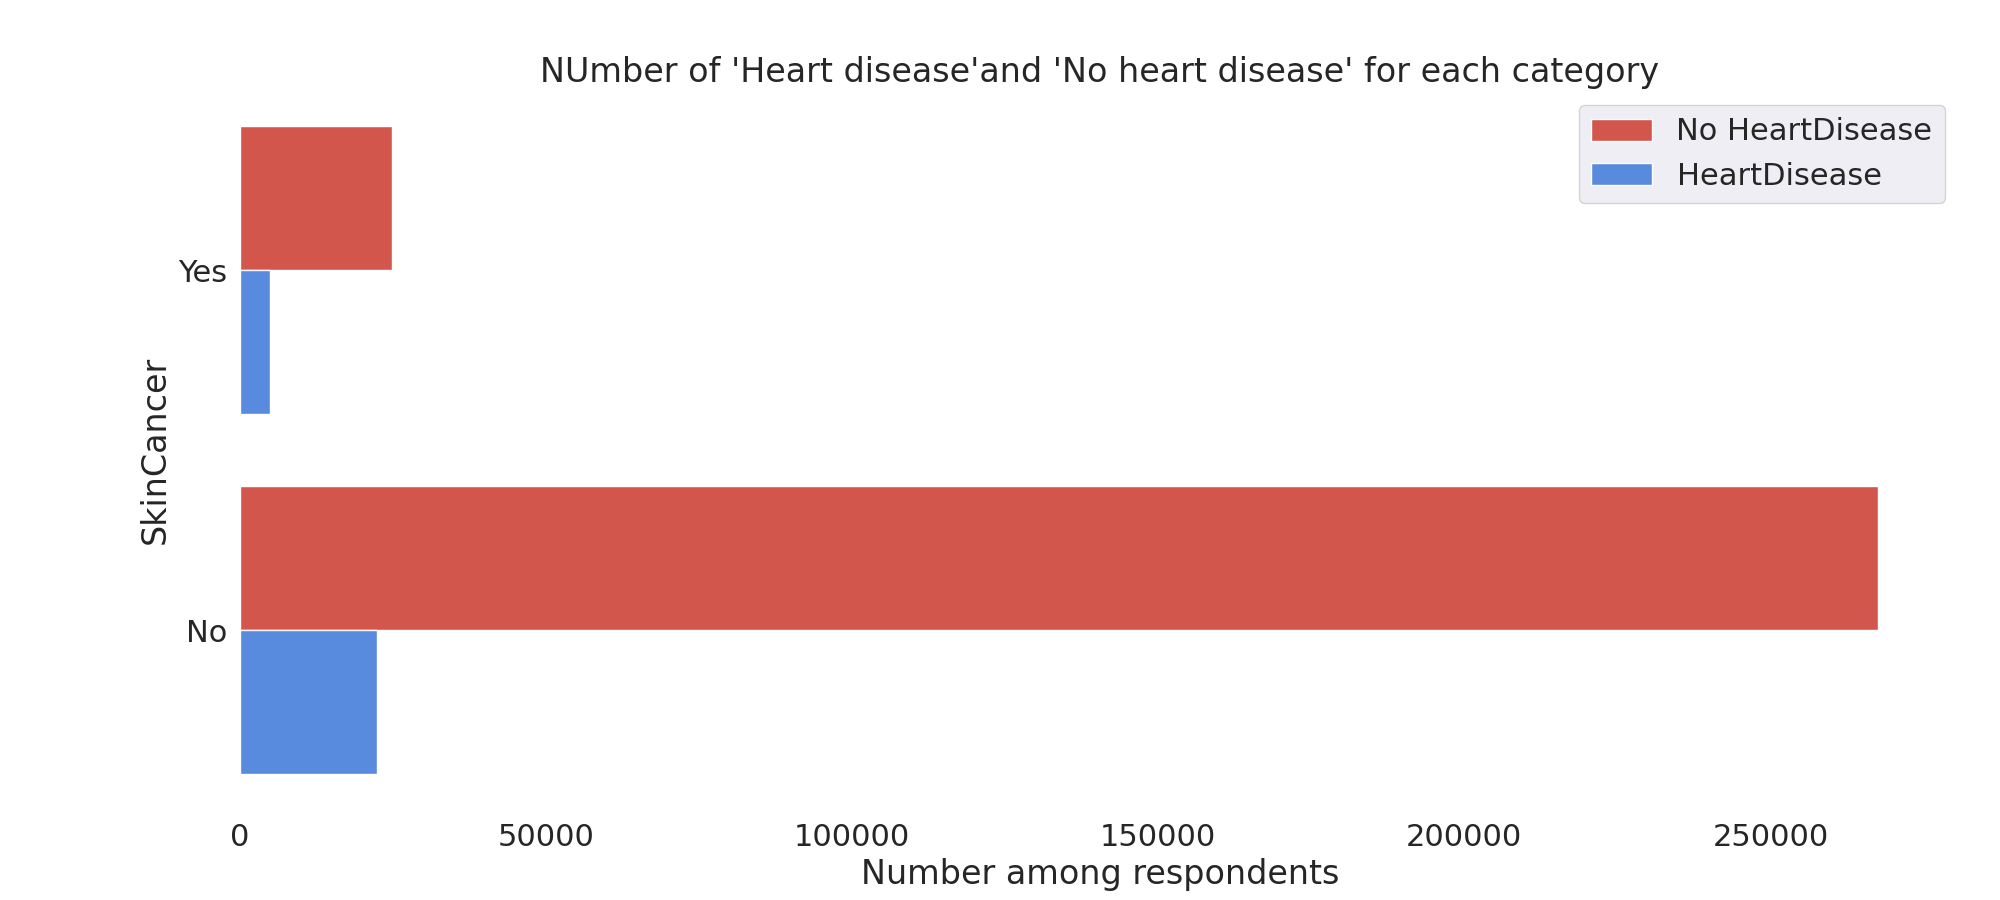 NUmber of 'Heart disease'and 'No heart disease' for each category
No HeartDisease
HeartDisease
Yes
SkinCancer
No
0 50000 100000 150000 200000 250000
Number among respondents